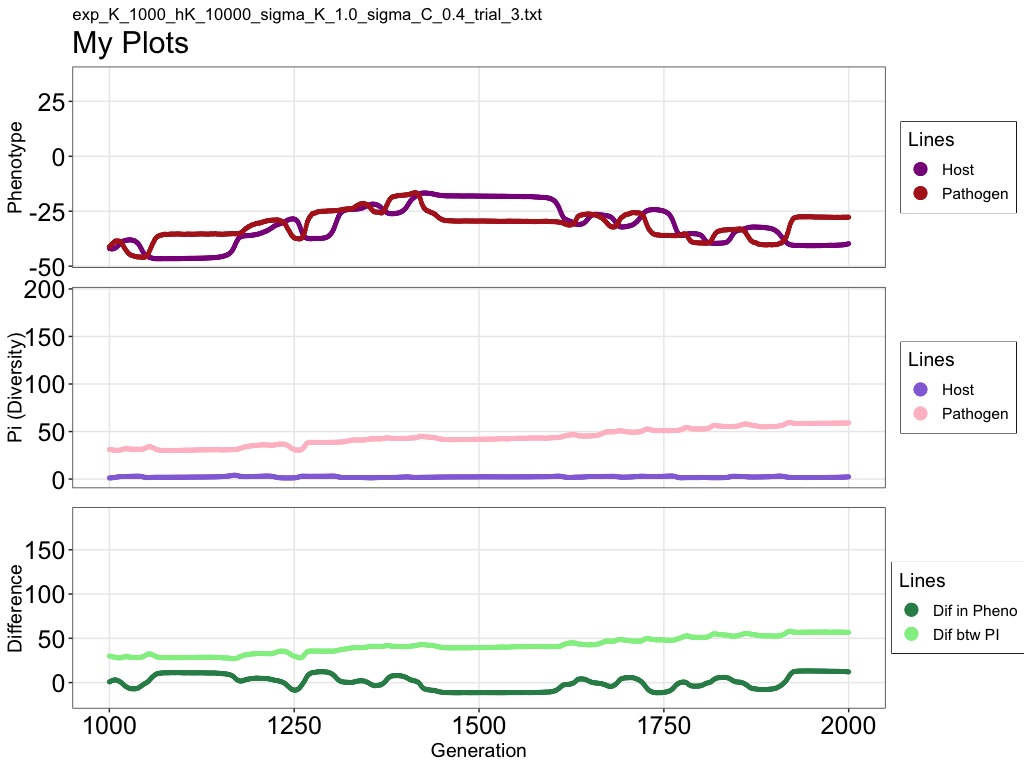 exp_K_1000_hK_10000_sigma_K_1.0_sigma_C_0.4_trial_3.txt
My Plots
Phenotype
25
0
-25
-50
Lines
Host
Pathogen
Pi (Diversity)
200
150
100
50
0
Lines
Host
Pathogen
Difference
150
100
50
0
Lines
Dif in Pheno
Dif btw PI
1000
1250
1500
1750
2000
Generation